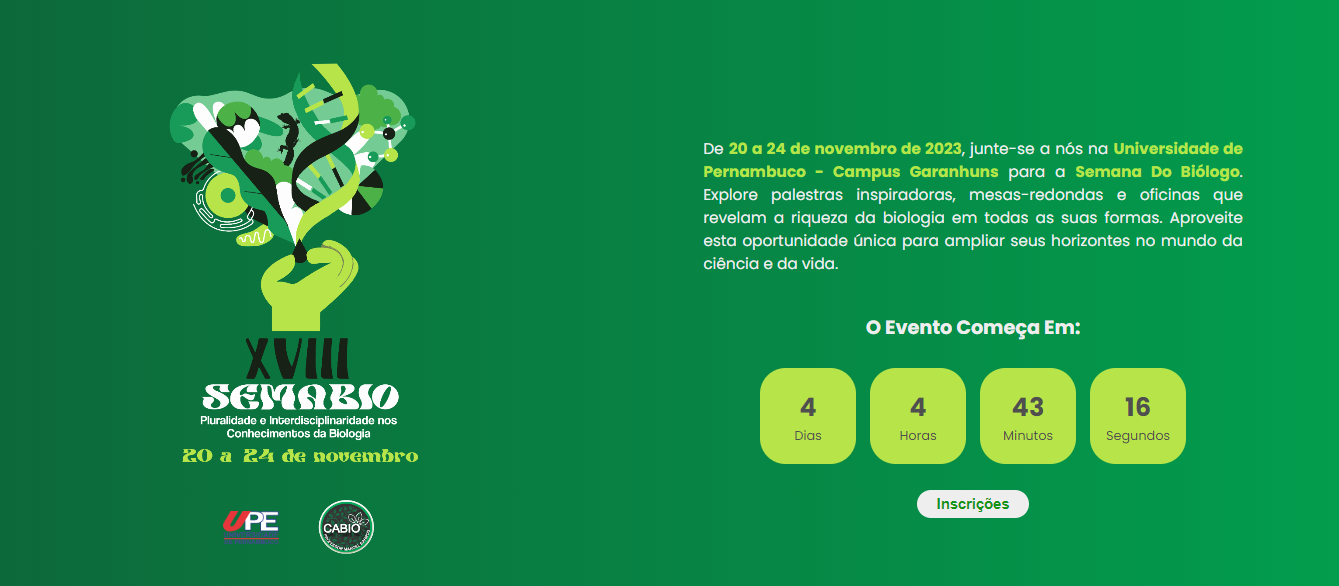 XVIII
SEMABIO
Pluralidade e Interdisciplinaridade nos
Conhecimentos da Biologia
20 a 24 de novembro
UPE
CABIO
De 20 a 24 de novembro de 2023, junte-se a nós na Universidade de
Pernambuco - Campus Garanhuns para a Semana Do Biólogo.
Explore palestras inspiradoras, mesas-redondas e oficinas que
revelam a riqueza da biologia em todas as suas formas. Aproveite
esta oportunidade única para ampliar seus horizontes no mundo da
ciência e da vida.
O Evento Começa Em:
4 4 43 16
Dias Horas Minutos Segundos
Inscrições